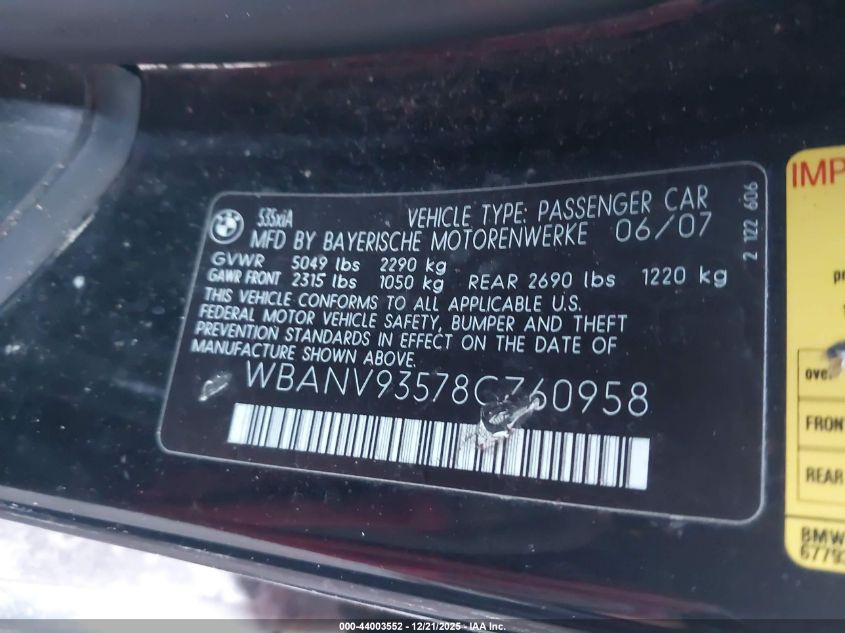 BMW
535xiA VEHICLE TYPE: PASSENGER CAR
MFD BY BAYERISCHE MOTORENWERKE 06/07
GVWR 5049 lbs 2290 kg
GAWR FRONT 2315 lbs 1050 kg REAR 2690 lbs 1220 kg
THIS VEHICLE CONFORMS TO ALL APPLICABLE U.S.
FEDERAL MOTOR VEHICLE SAFETY, BUMPER AND THEFT
PREVENTION STANDARDS IN EFFECT ON THE DATE OF
MANUFACTURE SHOWN ABOVE.
WBANV93578CZ60958
2 122 606
IMP
FRON
REAR
BMW
000-44003552 - 12/21/2025 - © IAA Inc.